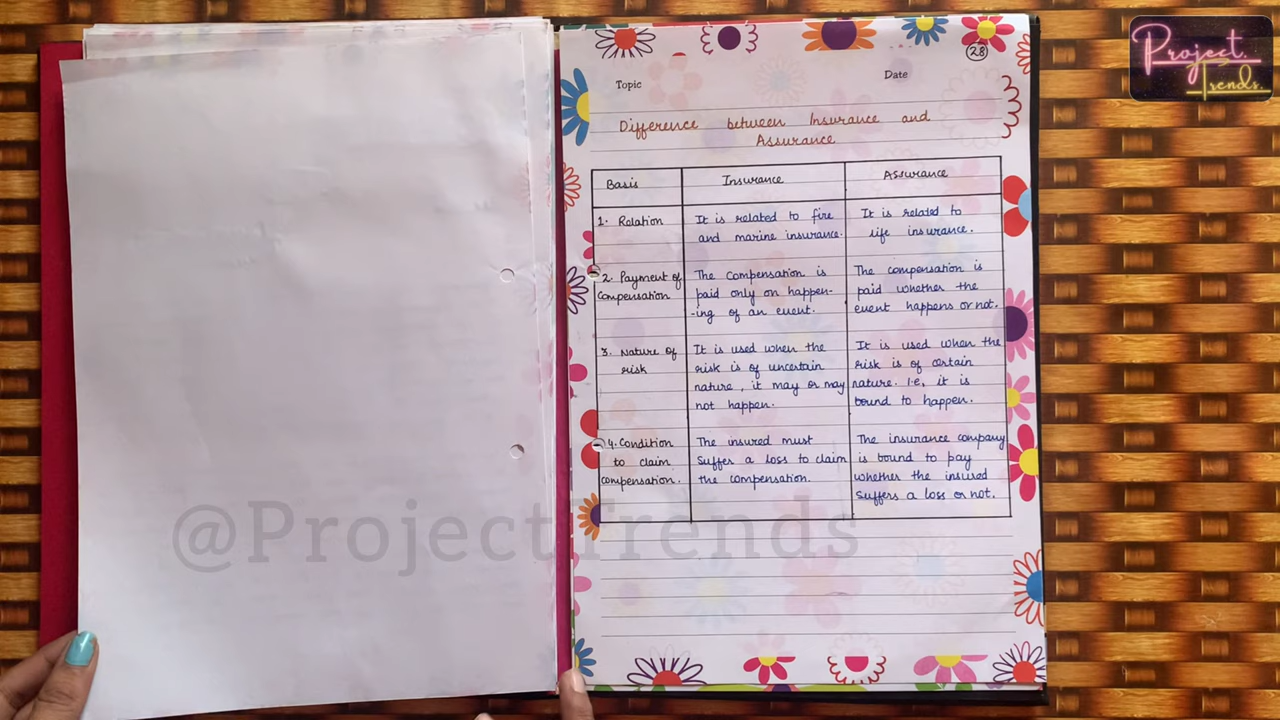 Project
Trends.
28
Topic
Date
Difference between Insurance and
Assurance
Basis
Insurance
Assurance
1. Relation
It is related to fire
and marine insurance.
It is related to
life insurance.
2. Payment of
compensation
The compensation is
paid only on happen-
-ing of an event.
The compensation is
paid whether the
event happens or not.
3. Nature of
risk
It is used when the
risk is of uncertain
nature, it may or may
not happen.
It is used when the
risk is of certain
nature. I.e, it is
bound to happen.
4. Condition
to claim
compensation.
The insured must
suffer a loss to claim
the compensation.
The insurance company
is bound to pay
whether the insured
suffers a loss or not.
@ProjectTrends